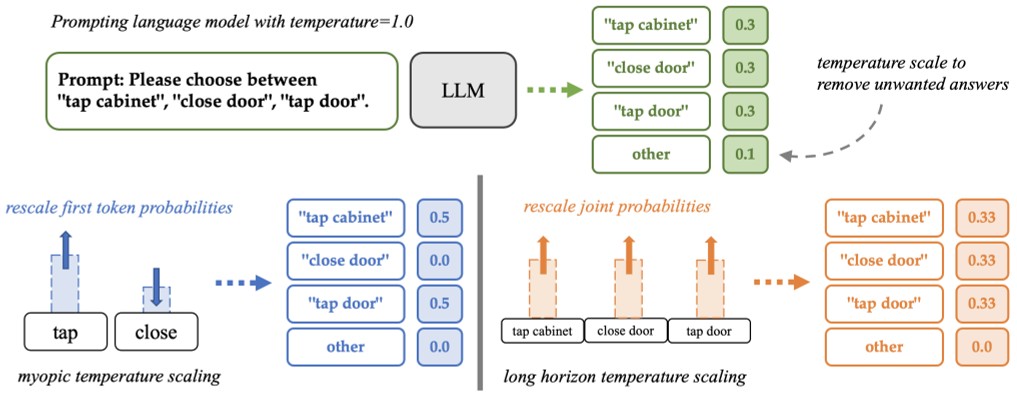 Prompting language model with temperature=1.0
Prompt: Please choose between
"tap cabinet", "close door", "tap door".
LLM
"tap cabinet" 0.3
"close door" 0.3
"tap door" 0.3
other 0.1
temperature scale to
remove unwanted answers
rescale first token probabilities
tap close
"tap cabinet" 0.5
"close door" 0.0
"tap door" 0.5
other 0.0
myopic temperature scaling
rescale joint probabilities
tap cabinet close door tap door
"tap cabinet" 0.33
"close door" 0.33
"tap door" 0.33
other 0.0
long horizon temperature scaling